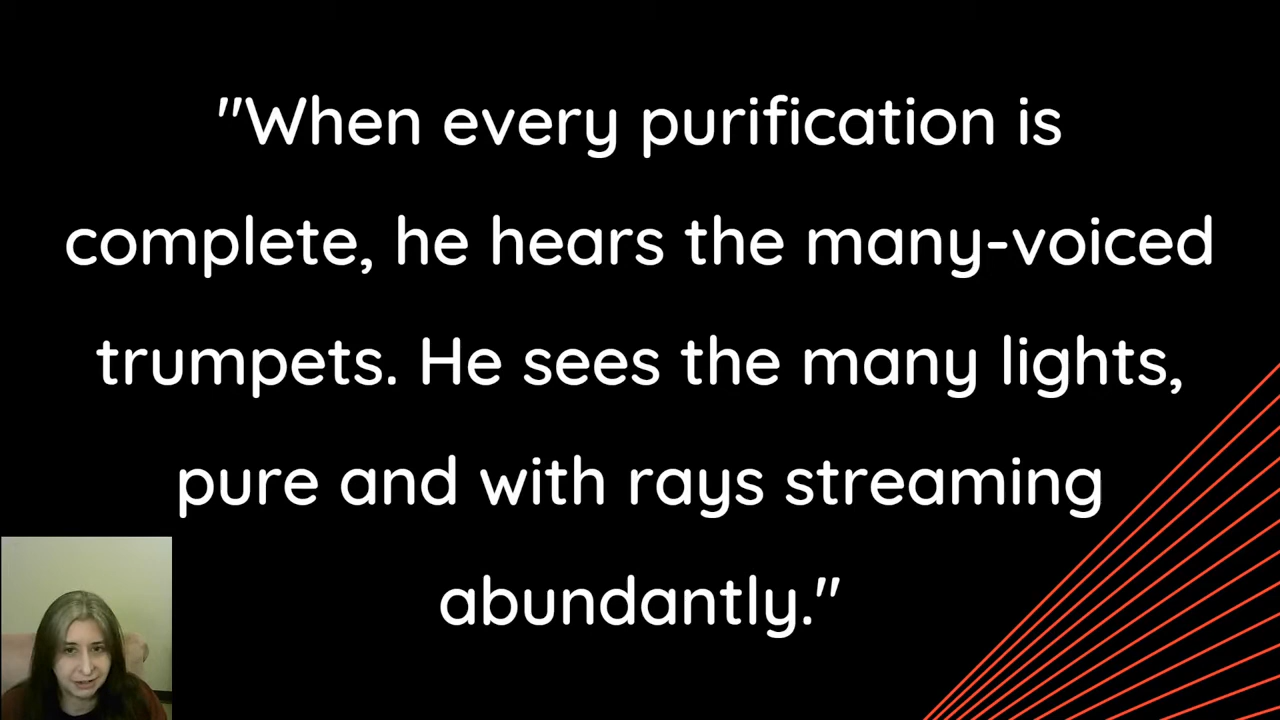 "When every purification is
complete, he hears the many-voiced
trumpets. He sees the many lights,
pure and with rays streaming
abundantly."